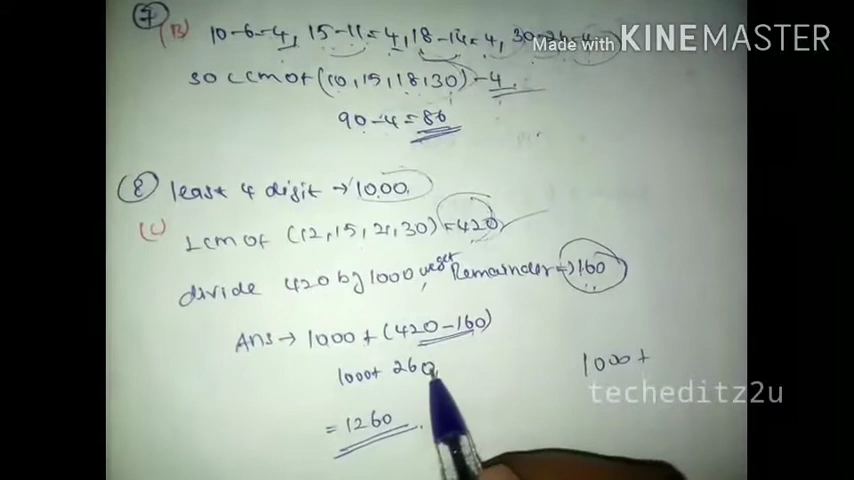 7 (B) 10-6=4, 15-11=4, 18-14=4, 30-26=4
Made with KINEMASTER
so LCM of (10,15,18,30) -4
90-4=86
8 least 4 digit → 1000.
(C) LCM of (12,15,21,30) =420
divide 420 by 1000 we get Remainder → 160
Ans → 1000 + (420-160)
1000+ 260
1000+
techeditz2u
=1260